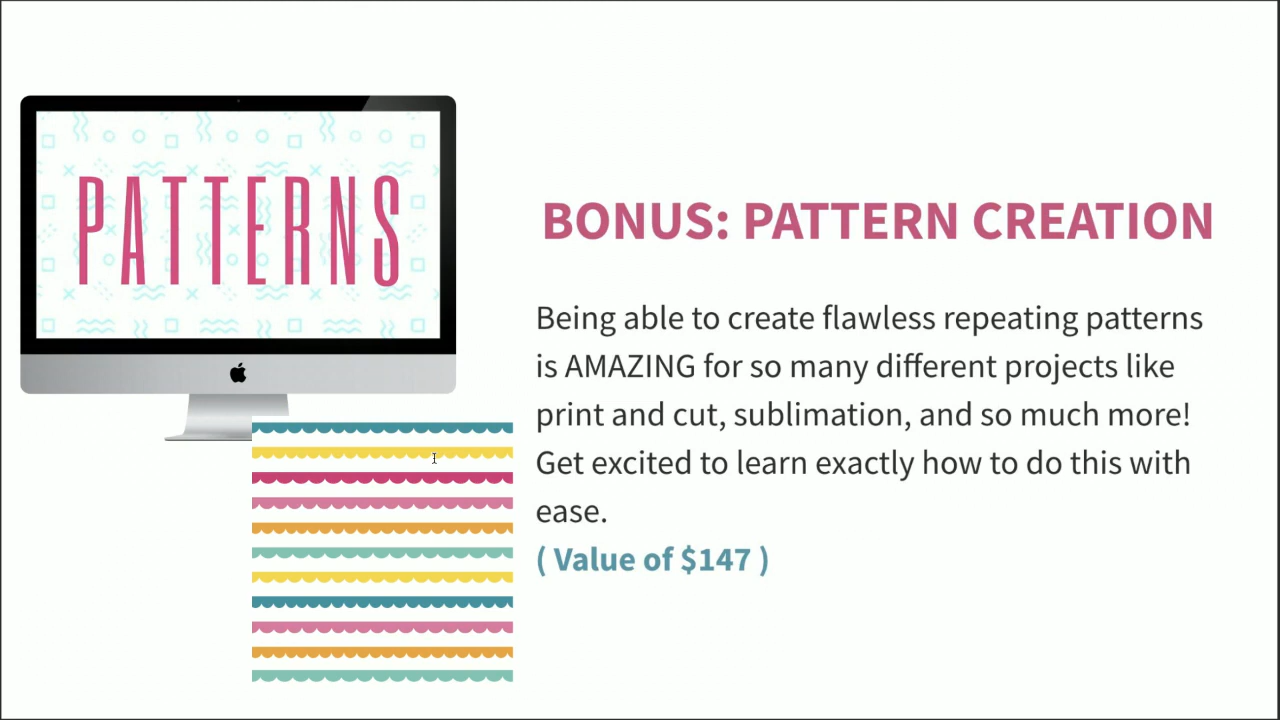 PATTERNS
BONUS: PATTERN CREATION
Being able to create flawless repeating patterns
is AMAZING for so many different projects like
print and cut, sublimation, and so much more!
Get excited to learn exactly how to do this with
ease.
( Value of $147 )